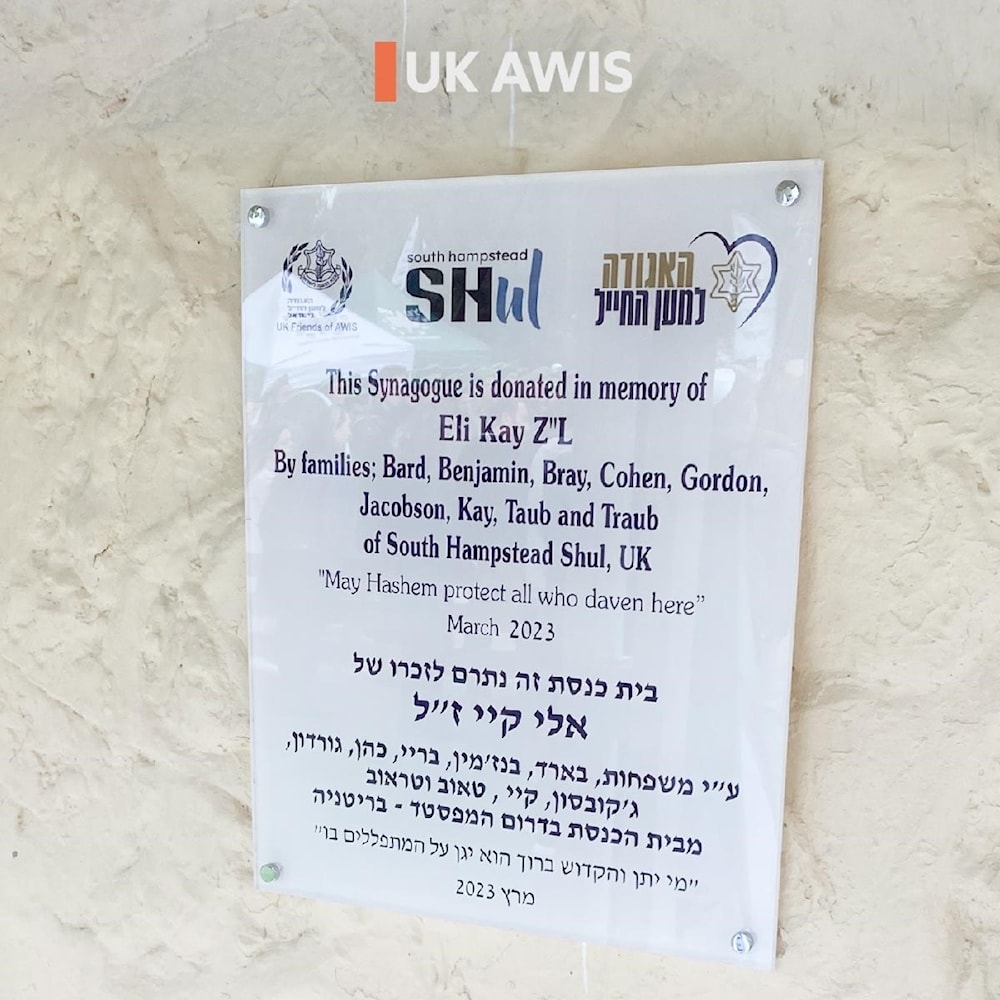 UK AWIS
UK Friends of AWIS
south hampstead
SHul
האגודה
למען החייל
This Synagogue is donated in memory of
Eli Kay Z"L
By families; Bard, Benjamin, Bray, Cohen, Gordon,
Jacobson, Kay, Taub and Traub
of South Hampstead Shul, UK
"May Hashem protect all who daven here”
March 2023
בית כנסת זה נתרם לזכרו של
אלי קיי ז״ל
ע״י משפחות, בארד, בנז׳מין, בריי, כהן, גורדון,
ג׳קובסון, קיי, טאוב וטראוב
מבית הכנסת בדרום המפסטד - בריטניה
״מי יתן והקדוש ברוך הוא יגן על המתפללים בו״
מרץ 2023